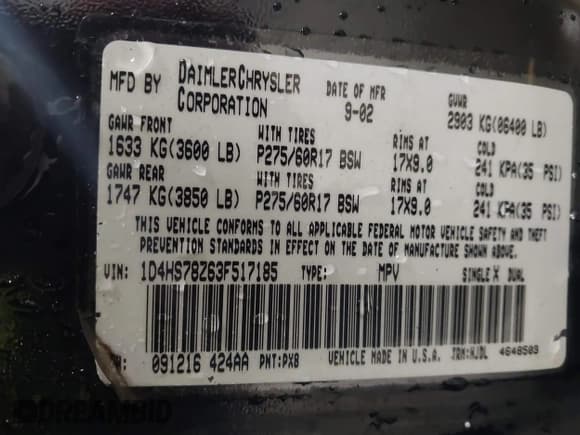 MFD BY DAIMLERCHRYSLER CORPORATION DATE OF MFR 9-02 GVWR 2903 KG(06400 LB)
GAWR FRONT WITH TIRES RIMS AT COLD
1633 KG(3600 LB) P275/60R17 BSW 17X9.0 241 KPA(35 PSI)
GAWR REAR WITH TIRES RIMS AT COLD
1747 KG(3850 LB) P275/60R17 BSW 17X9.0 241 KPA(35 PSI)
THIS VEHICLE CONFORMS TO ALL APPLICABLE FEDERAL MOTOR VEHICLE SAFETY AND THEFT
PREVENTION STANDARDS IN EFFECT ON THE DATE OF MANUFACTURE SHOWN ABOVE.
VIN: 1D4HS78Z63F517185 TYPE: MPV SINGLE X DUAL
091216 424AA PNT:PX8 VEHICLE MADE IN U.S.A. TRM:HJDL 4648503
DREAMBID